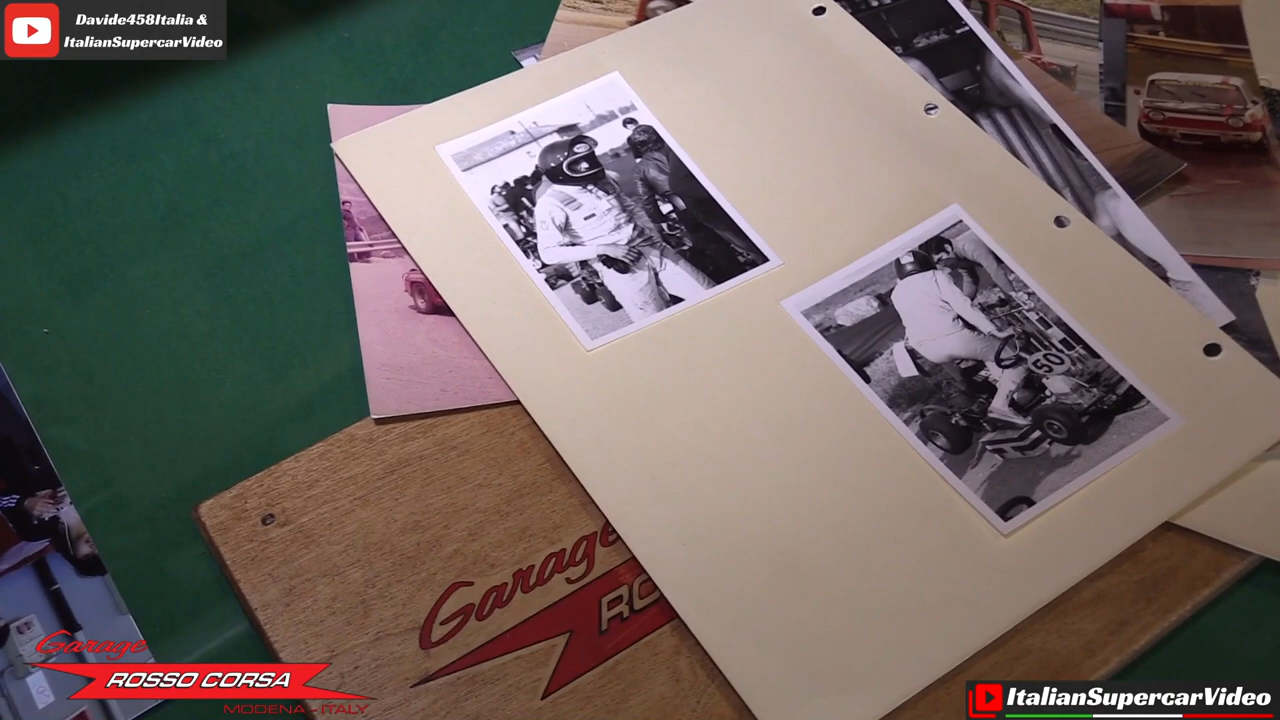 Davide458Italia &
ItalianSupercarVideo
50
Garage
RO
Garage
ROSSO CORSA
MODENA - ITALY
ItalianSupercarVideo